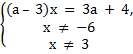 (a – 3)x = 3a + 4,
x ≠ −6
x ≠ 3